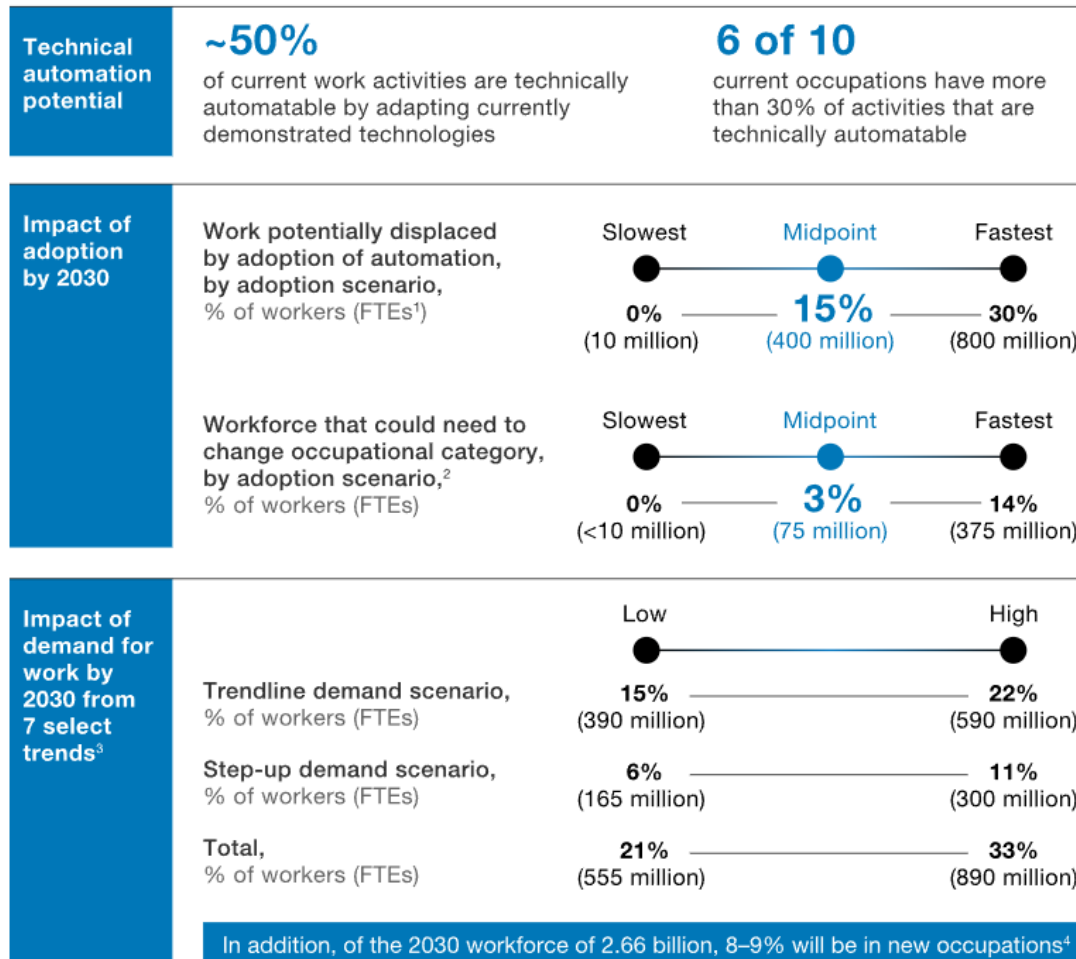 Technical
automation
potential
~50%
of current work activities are technically
automatable by adapting currently
demonstrated technologies
6 of 10
current occupations have more
than 30% of activities that are
technically automatable
Impact of
adoption
by 2030
Work potentially displaced
by adoption of automation,
by adoption scenario,
% of workers (FTEs¹)
Slowest Midpoint Fastest
0% 15% 30%
(10 million) (400 million) (800 million)
Workforce that could need to
change occupational category,
by adoption scenario,²
% of workers (FTEs)
Slowest Midpoint Fastest
0% 3% 14%
(<10 million) (75 million) (375 million)
Impact of
demand for
work by
2030 from
7 select
trends³
Low High
Trendline demand scenario,
% of workers (FTEs)
15% 22%
(390 million) (590 million)
Step-up demand scenario,
% of workers (FTEs)
6% 11%
(165 million) (300 million)
Total,
% of workers (FTEs)
21% 33%
(555 million) (890 million)
In addition, of the 2030 workforce of 2.66 billion, 8–9% will be in new occupations⁴